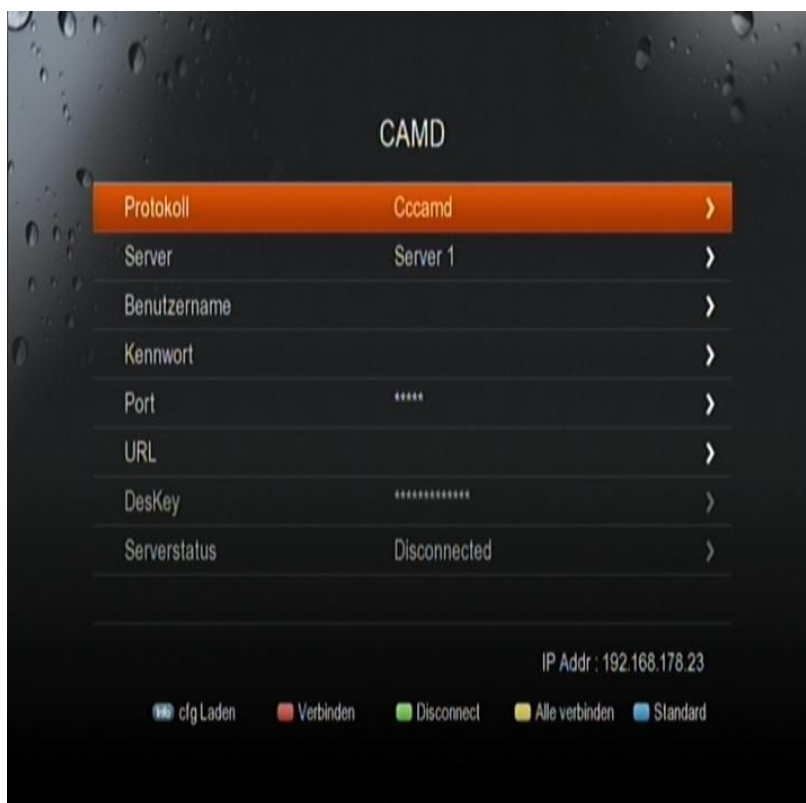 CAMD
Protokoll Cccamd
Server Server 1
Benutzername
Kennwort
Port *****
URL
DesKey *************
Serverstatus Disconnected
IP Addr : 192.168.178.23
Info cfg Laden Verbinden Disconnect Alle verbinden Standard